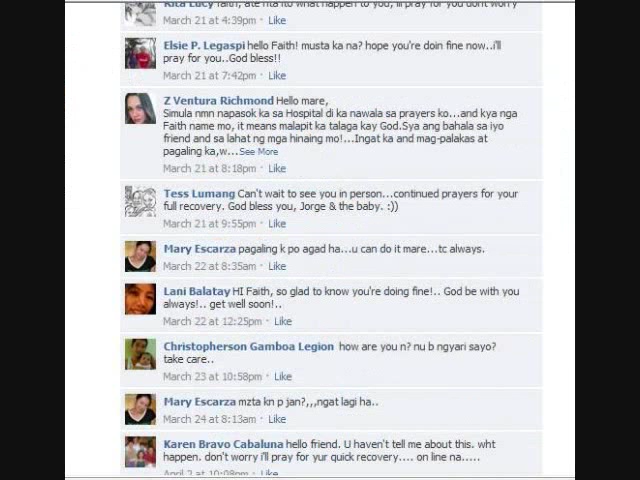 Rita Lucy faith, ate rita ito what happen to you, ill pray for you dont worry
March 21 at 4:39pm · Like
Elsie P. Legaspi hello Faith! musta ka na? hope you're doin fine now..i'll
pray for you..God bless!!
March 21 at 7:42pm · Like
Z Ventura Richmond Hello mare,
Simula nmn napasok ka sa Hospital di ka nawala sa prayers ko...and kya nga
Faith name mo, it means malapit ka talaga kay God.Sya ang bahala sa iyo
friend and sa lahat ng mga hinaing mo!...Ingat ka and mag-palakas at
pagaling ka,w...See More
March 21 at 8:18pm · Like
Tess Lumang Can't wait to see you in person...continued prayers for your
full recovery. God bless you, Jorge & the baby. :))
March 21 at 9:55pm · Like
Mary Escarza pagaling k po agad ha...u can do it mare...tc always.
March 22 at 8:35am · Like
Lani Balatay HI Faith, so glad to know you're doing fine!.. God be with you
always!.. get well soon!..
March 22 at 12:25pm · Like
Christopherson Gamboa Legion how are you n? nu b ngyari sayo?
take care..
March 23 at 10:58pm · Like
Mary Escarza mzta kn p jan?,,,ngat lagi ha..
March 24 at 8:13am · Like
Karen Bravo Cabaluna hello friend. U haven't tell me about this. wht
happen. don't worry i'll pray for yur quick recovery.... on line na.....
April 2 at 10:08pm · Like